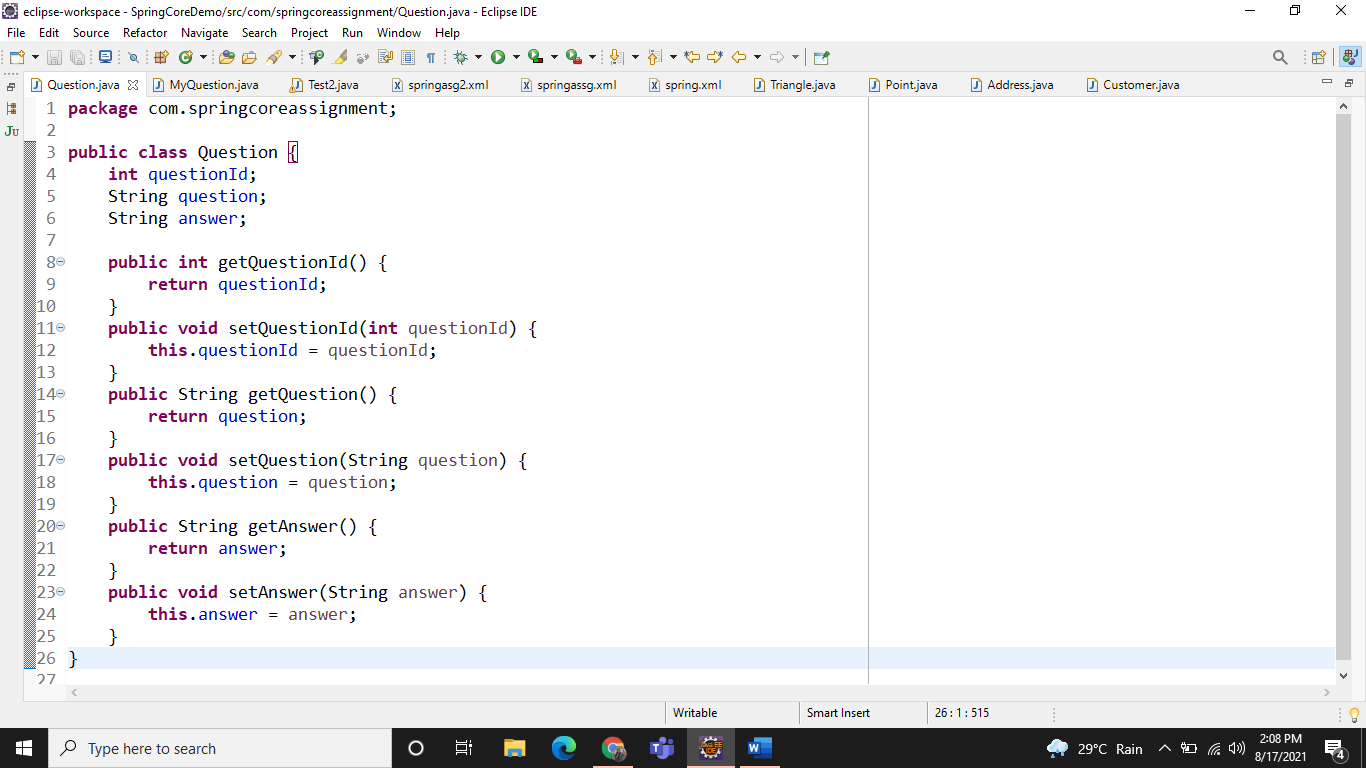 eclipse-workspace - SpringCoreDemo/src/com/springcoreassignment/Question.java - Eclipse IDE
File Edit Source Refactor Navigate Search Project Run Window Help
Question.java MyQuestion.java Test2.java springasg2.xml springassg.xml spring.xml Triangle.java Point.java Address.java Customer.java
1 package com.springcoreassignment;
2
3 public class Question {
4     int questionId;
5     String question;
6     String answer;
7
8     public int getQuestionId() {
9         return questionId;
10     }
11     public void setQuestionId(int questionId) {
12         this.questionId = questionId;
13     }
14     public String getQuestion() {
15         return question;
16     }
17     public void setQuestion(String question) {
18         this.question = question;
19     }
20     public String getAnswer() {
21         return answer;
22     }
23     public void setAnswer(String answer) {
24         this.answer = answer;
25     }
26 }
27
Writable Smart Insert 26 : 1 : 515
Type here to search
29°C Rain
2:08 PM
8/17/2021
4